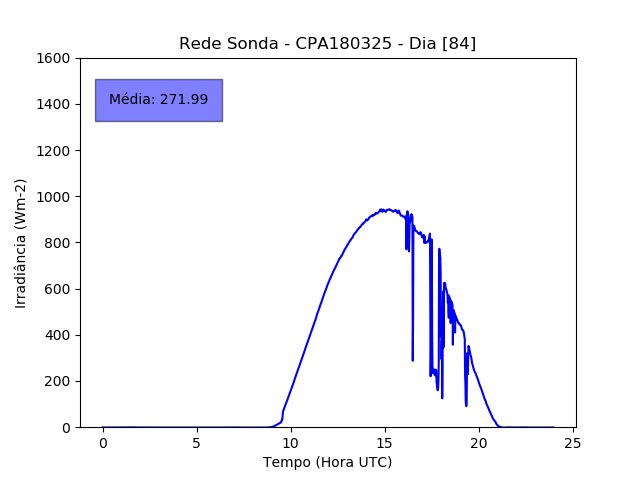 Rede Sonda - CPA180325 - Dia [84]
1600
1400
1200
1000
800
600
400
200
0
Média: 271.99
Irradiância (Wm-2)
0 5 10 15 20 25
Tempo (Hora UTC)